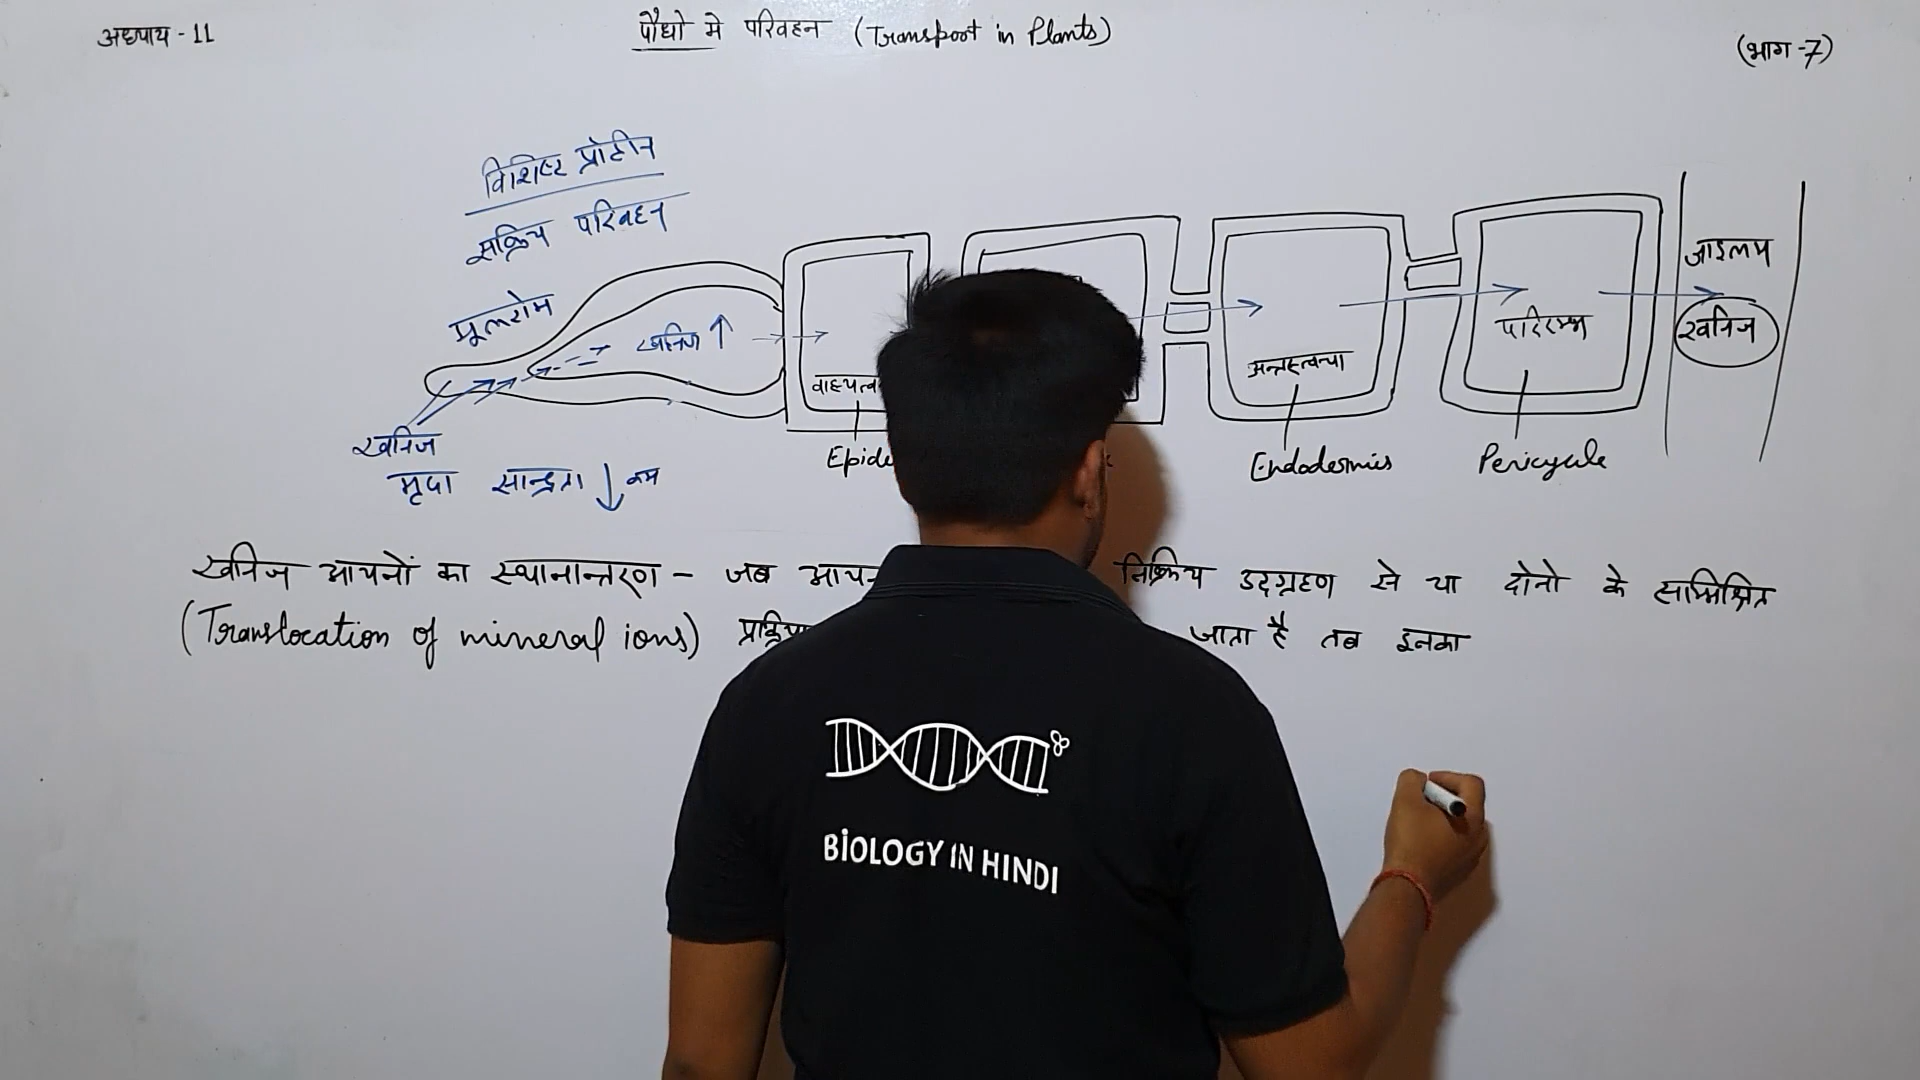 अध्याय - 11
पौधो मे परिवहन (Transport in Plants)
(भाग -7)
विशिष्ट प्रोटीन
सक्रिय परिवहन
मूलरोम
खनिज ↑
खनिज
मृदा सान्द्रता ↓ कम
अन्तस्त्वचा
Endodermis
परिरम्भ
Pericycle
जाइलम
खनिज
खनिज आयनों का स्थानान्तरण - जब निष्क्रिय उदग्रहण से या दोनो के सम्मिश्रित
(Translocation of mineral ions) जाता है तब इनका
BIOLOGY IN HINDI